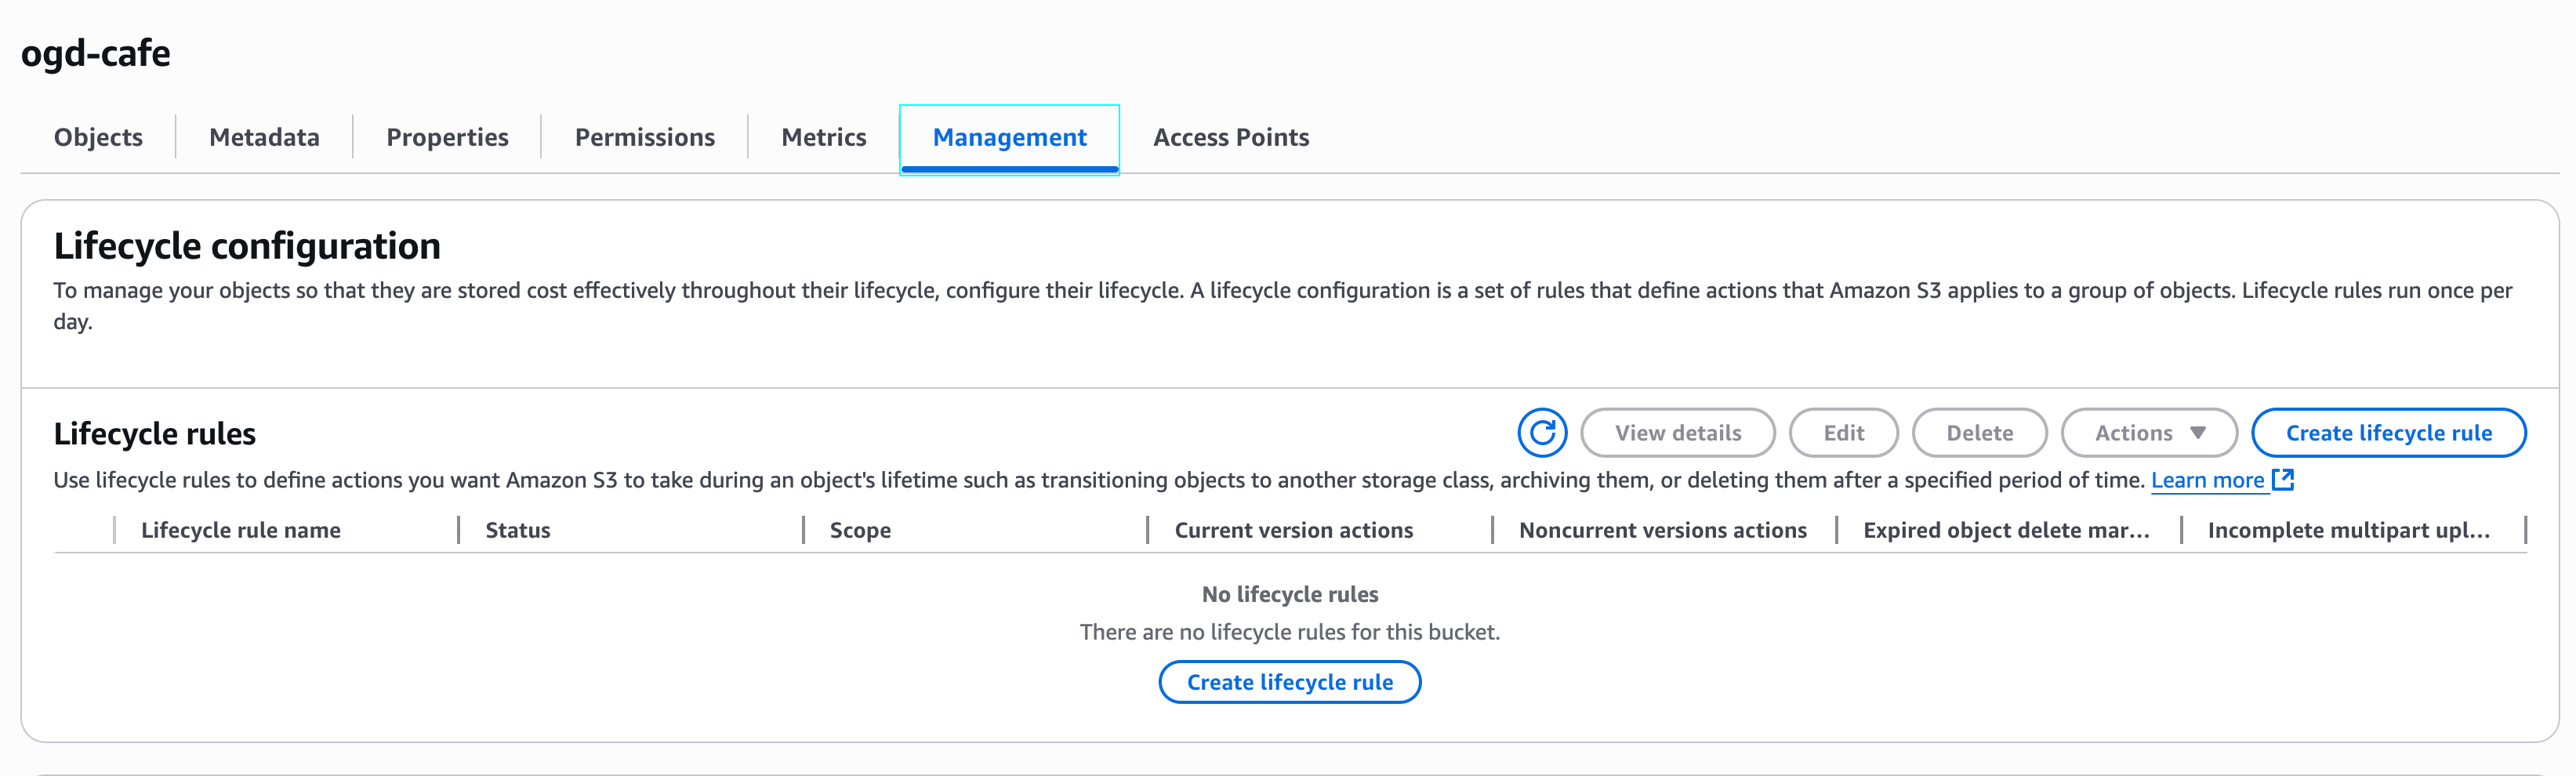 ogd-cafe
Objects Metadata Properties Permissions Metrics Management Access Points
Lifecycle configuration
To manage your objects so that they are stored cost effectively throughout their lifecycle, configure their lifecycle. A lifecycle configuration is a set of rules that define actions that Amazon S3 applies to a group of objects. Lifecycle rules run once per
day.
Lifecycle rules View details Edit Delete Actions Create lifecycle rule
Use lifecycle rules to define actions you want Amazon S3 to take during an object's lifetime such as transitioning objects to another storage class, archiving them, or deleting them after a specified period of time. Learn more
Lifecycle rule name Status Scope Current version actions Noncurrent versions actions Expired object delete mar... Incomplete multipart upl...
No lifecycle rules
There are no lifecycle rules for this bucket.
Create lifecycle rule